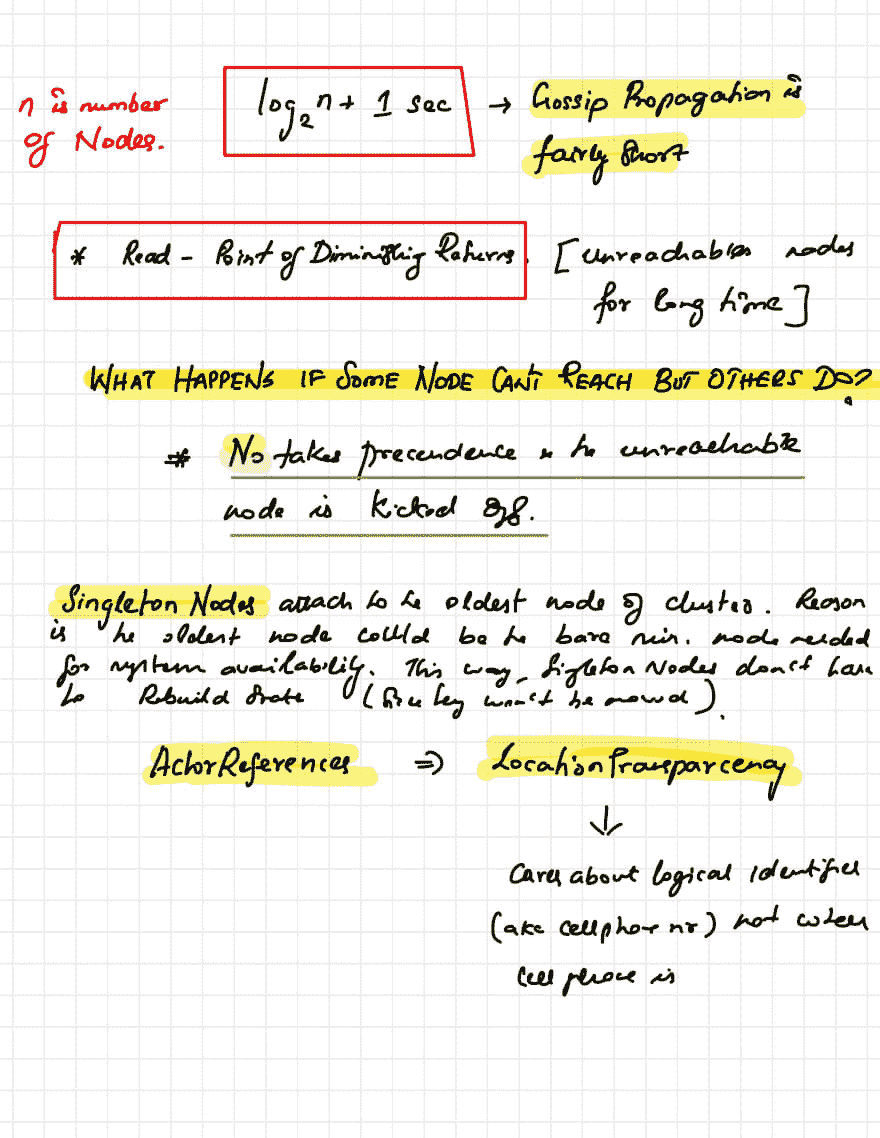 n is number
of Nodes.
log₂ n + 1 sec → Gossip Propagation is
fairly short
* Read - Point of Diminishing Returns. [unreachable nodes
for long time]
WHAT HAPPENS IF SOME NODE CAN'T REACH BUT OTHERS DO?
* No takes precendence & the unreachable
node is kicked off.
Singleton Nodes attach to the oldest node of cluster. Reason
is the oldest node could be the bare min. node needed
for system availability. This way, Sigleton Nodes don't have
to Rebuild State (since they won't be moved).
ActorReferences ⇒ LocationTransparcency
↓
Cares about logical Identifier
(aka cellphone nr) not where
cell phone is